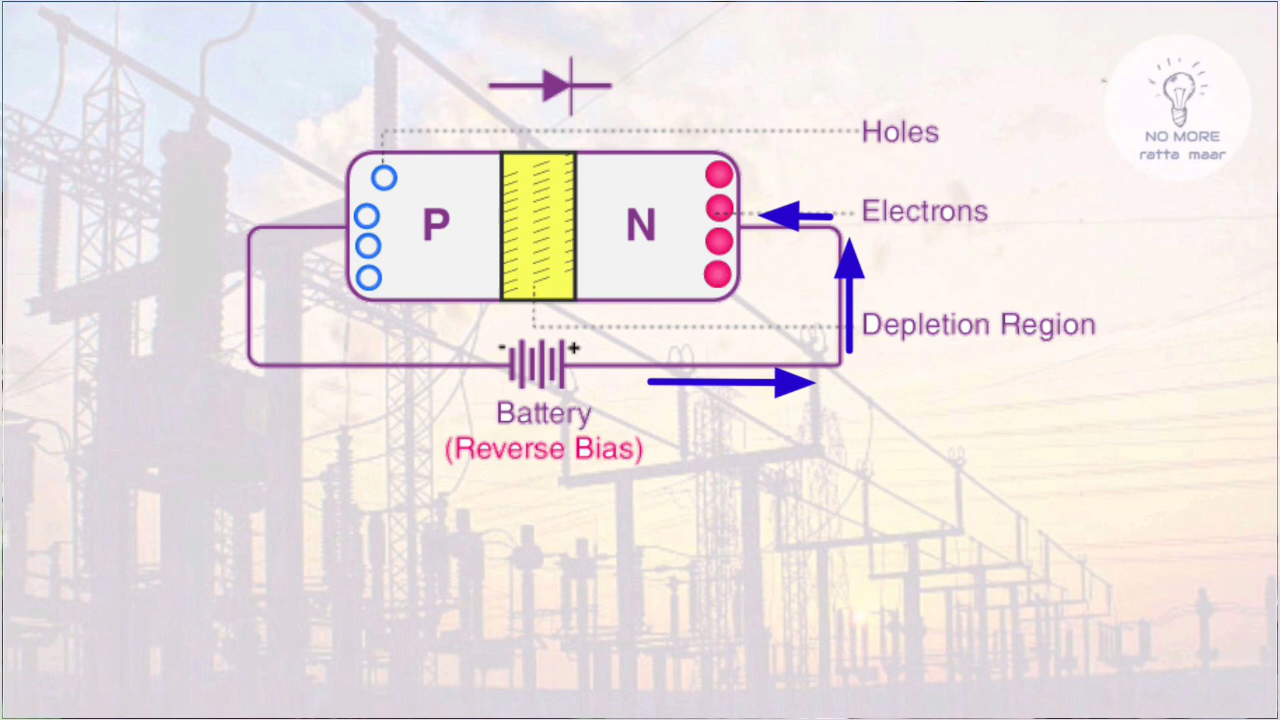 NO MORE
ratta maar
Holes
P
N
Electrons
Depletion Region
- +
Battery
(Reverse Bias)